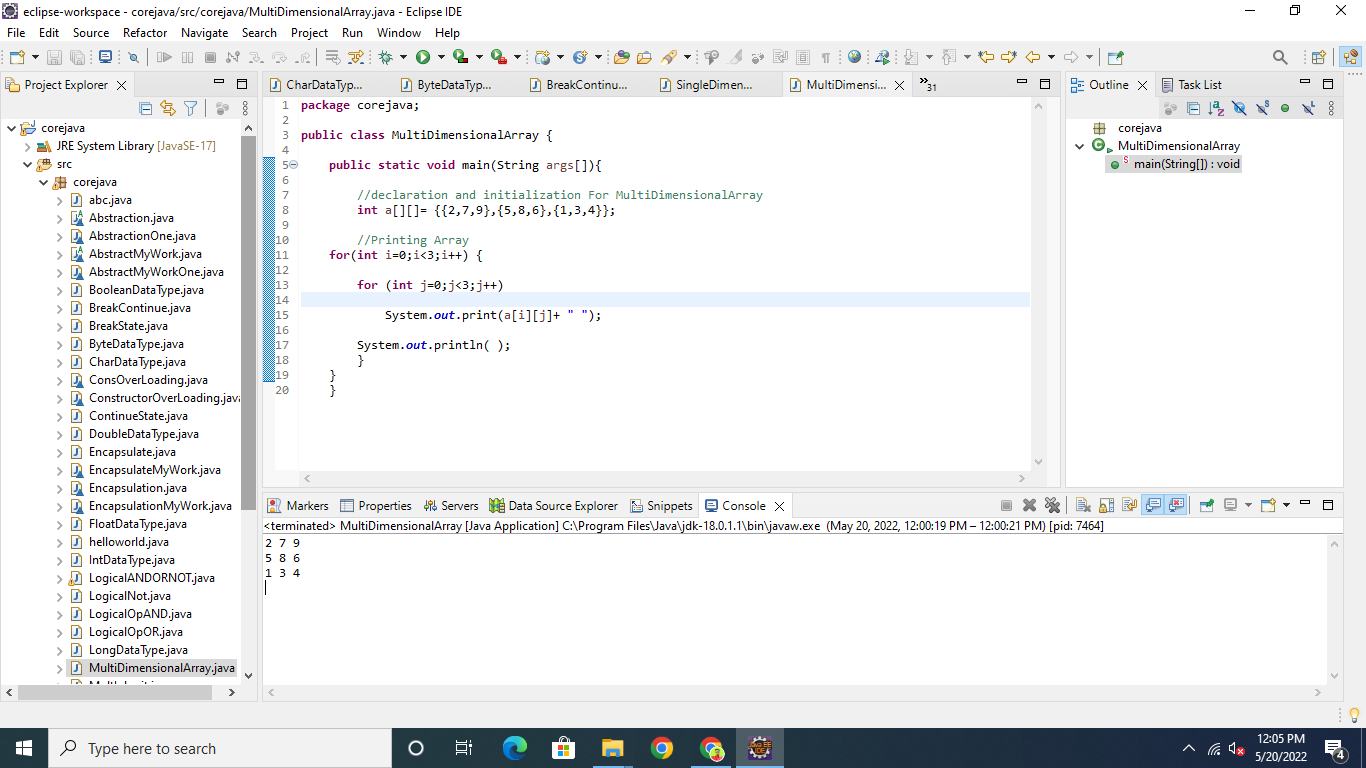 eclipse-workspace - corejava/src/corejava/MultiDimensionalArray.java - Eclipse IDE
File Edit Source Refactor Navigate Search Project Run Window Help
Project Explorer
corejava
JRE System Library [JavaSE-17]
src
corejava
abc.java
Abstraction.java
AbstractionOne.java
AbstractMyWork.java
AbstractMyWorkOne.java
BooleanDataType.java
BreakContinue.java
BreakState.java
ByteDataType.java
CharDataType.java
ConsOverLoading.java
ConstructorOverLoading.java
ContinueState.java
DoubleDataType.java
Encapsulate.java
EncapsulateMyWork.java
Encapsulation.java
EncapsulationMyWork.java
FloatDataType.java
helloworld.java
IntDataType.java
LogicalANDORNOT.java
LogicalNot.java
LogicalOpAND.java
LogicalOpOR.java
LongDataType.java
MultiDimensionalArray.java
CharDataTyp... ByteDataTyp... BreakContinu... SingleDimen... MultiDimensi... »31
1 package corejava;
2
3 public class MultiDimensionalArray {
4
5 public static void main(String args[]){
6
7 //declaration and initialization For MultiDimensionalArray
8 int a[][]= {{2,7,9},{5,8,6},{1,3,4}};
9
10 //Printing Array
11 for(int i=0;i<3;i++) {
12
13 for (int j=0;j<3;j++)
14
15 System.out.print(a[i][j]+ " ");
16
17 System.out.println( );
18 }
19 }
20 }
Outline Task List
corejava
MultiDimensionalArray
main(String[]) : void
Markers Properties Servers Data Source Explorer Snippets Console
<terminated> MultiDimensionalArray [Java Application] C:\Program Files\Java\jdk-18.0.1.1\bin\javaw.exe (May 20, 2022, 12:00:19 PM – 12:00:21 PM) [pid: 7464]
2 7 9
5 8 6
1 3 4
Type here to search
12:05 PM
5/20/2022
4